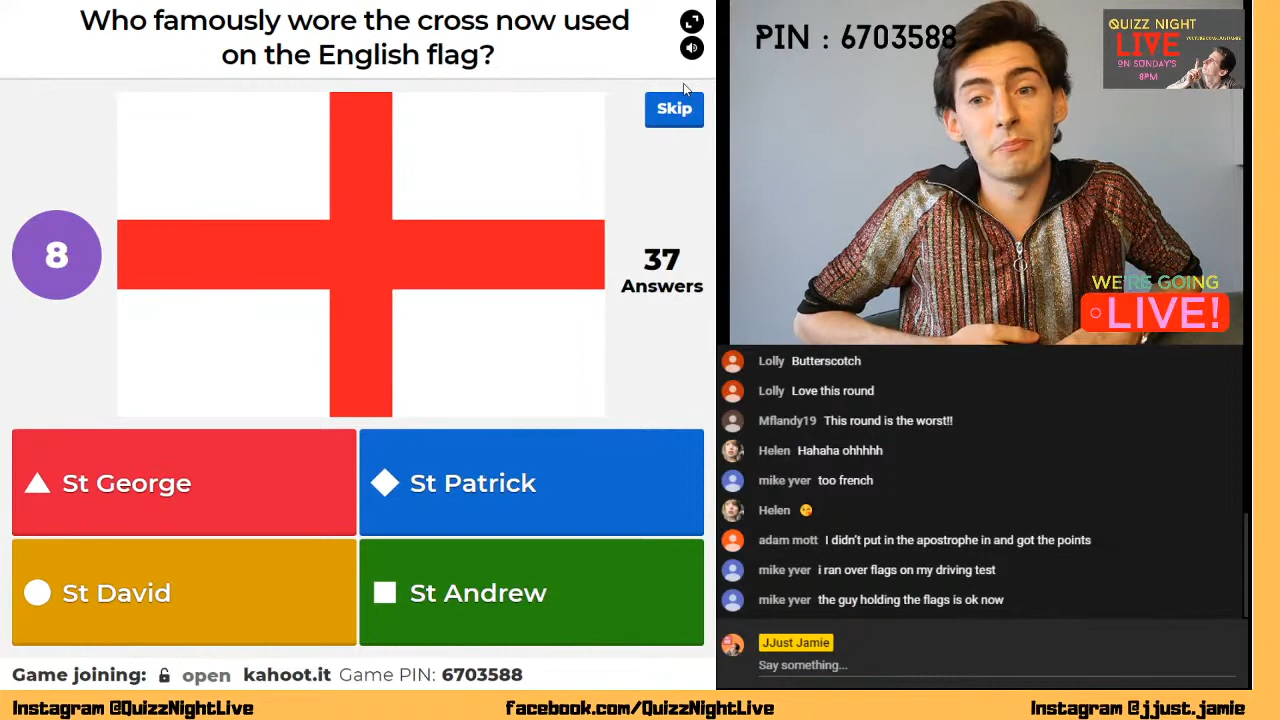 Who famously wore the cross now used
on the English flag?
Skip
8
37
Answers
St George
St Patrick
St David
St Andrew
Game joining: open kahoot.it Game PIN: 6703588
PIN : 6703588
QUIZZ NIGHT
LIVE
ON SUNDAY'S
8PM
WE'RE GOING
LIVE!
Lolly Butterscotch
Lolly Love this round
Mflandy19 This round is the worst!!
Helen Hahaha ohhhhh
mike yver too french
Helen 😘
adam mott I didn't put in the apostrophe in and got the points
mike yver i ran over flags on my driving test
mike yver the guy holding the flags is ok now
JJust Jamie
Say something...
Instagram @QuizzNightLive
facebook.com/QuizzNightLive
Instagram @jjust.jamie